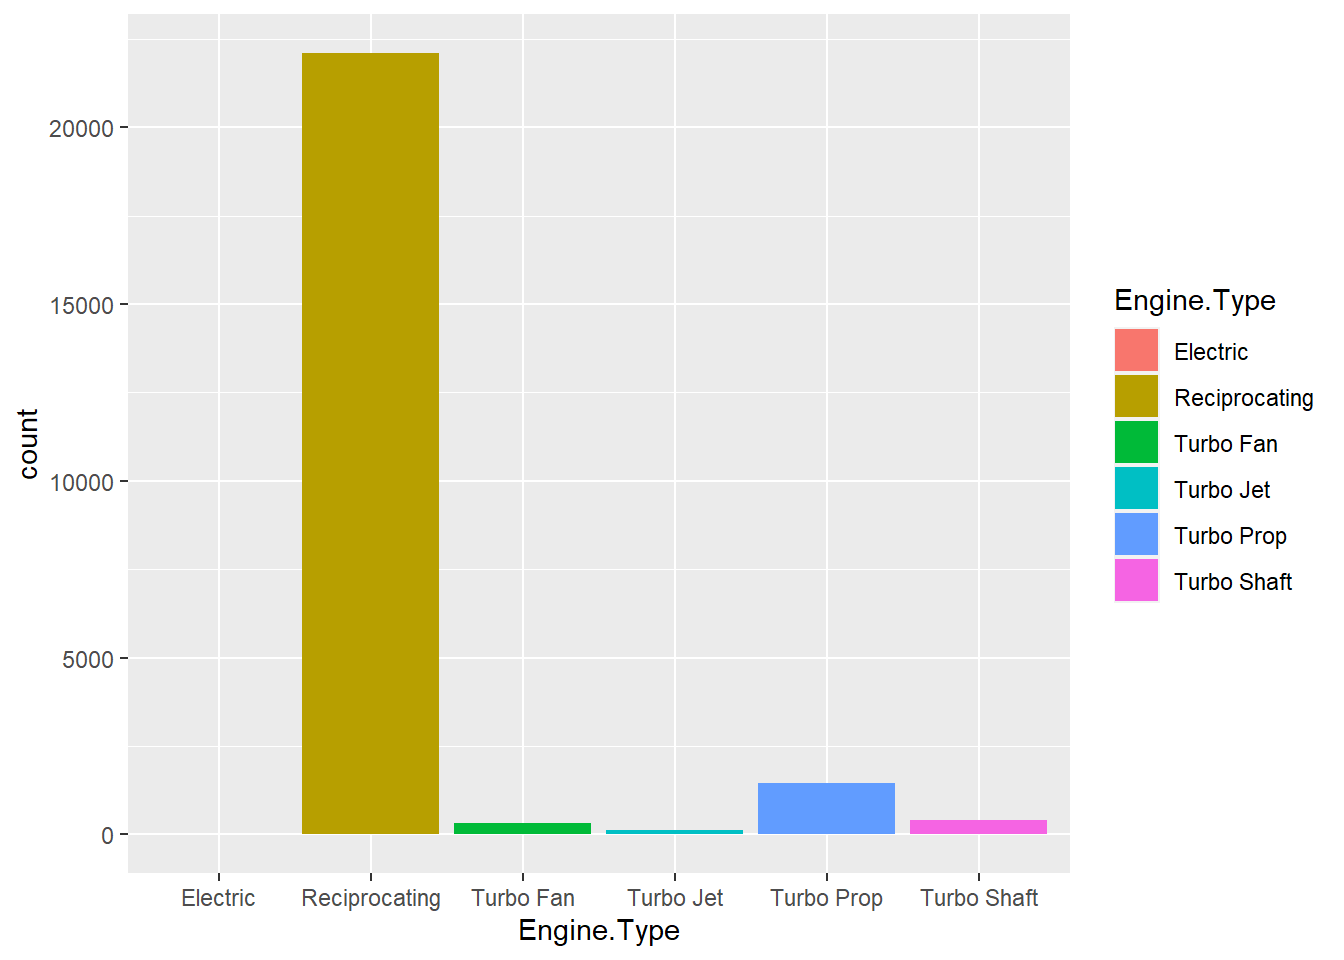 count
20000
15000
10000
5000
0
Electric
Reciprocating
Turbo Fan
Turbo Jet
Turbo Prop
Turbo Shaft
Engine.Type
Engine.Type
Electric
Reciprocating
Turbo Fan
Turbo Jet
Turbo Prop
Turbo Shaft